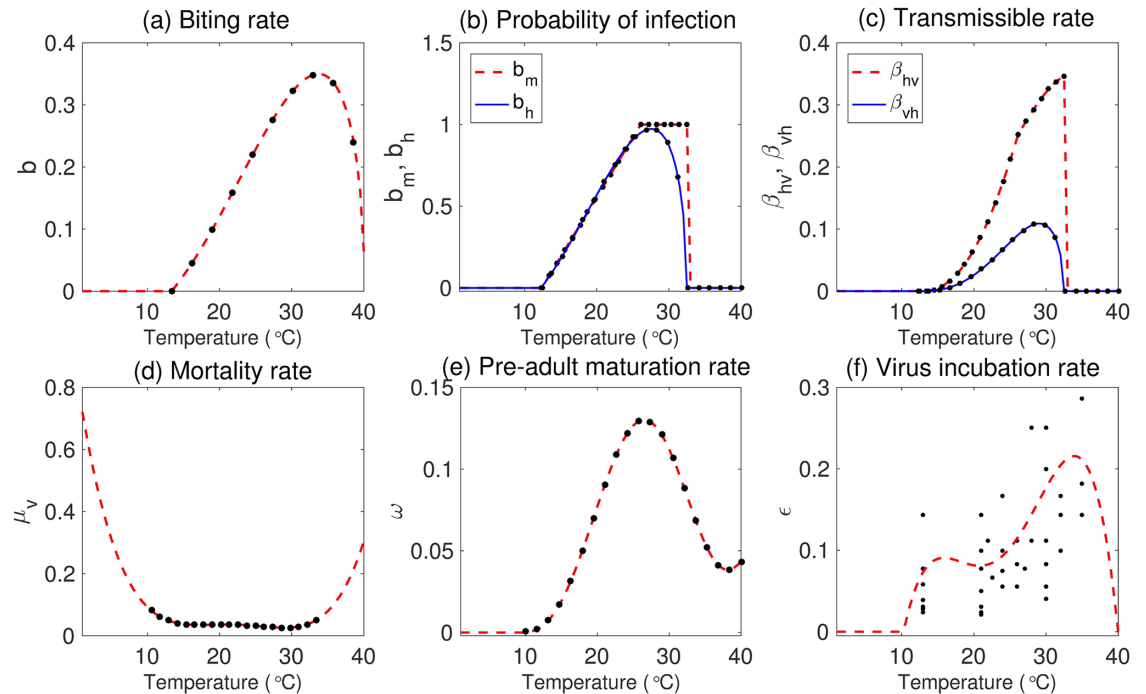 (a) Biting rate
0.4
0.3
0.2
0.1
0
b
10 20 30 40
Temperature ( °C)
(b) Probability of infection
1.5
1
0.5
0
b_m, b_h
b_m
b_h
10 20 30 40
Temperature ( °C)
(c) Transmissible rate
0.4
0.3
0.2
0.1
0
β_hv, β_vh
β_hv
β_vh
10 20 30 40
Temperature ( °C)
(d) Mortality rate
0.8
0.6
0.4
0.2
0
μ_v
10 20 30 40
Temperature ( °C)
(e) Pre-adult maturation rate
0.15
0.1
0.05
0
ω
10 20 30 40
Temperature ( °C)
(f) Virus incubation rate
0.3
0.2
0.1
0
ϵ
10 20 30 40
Temperature ( °C)